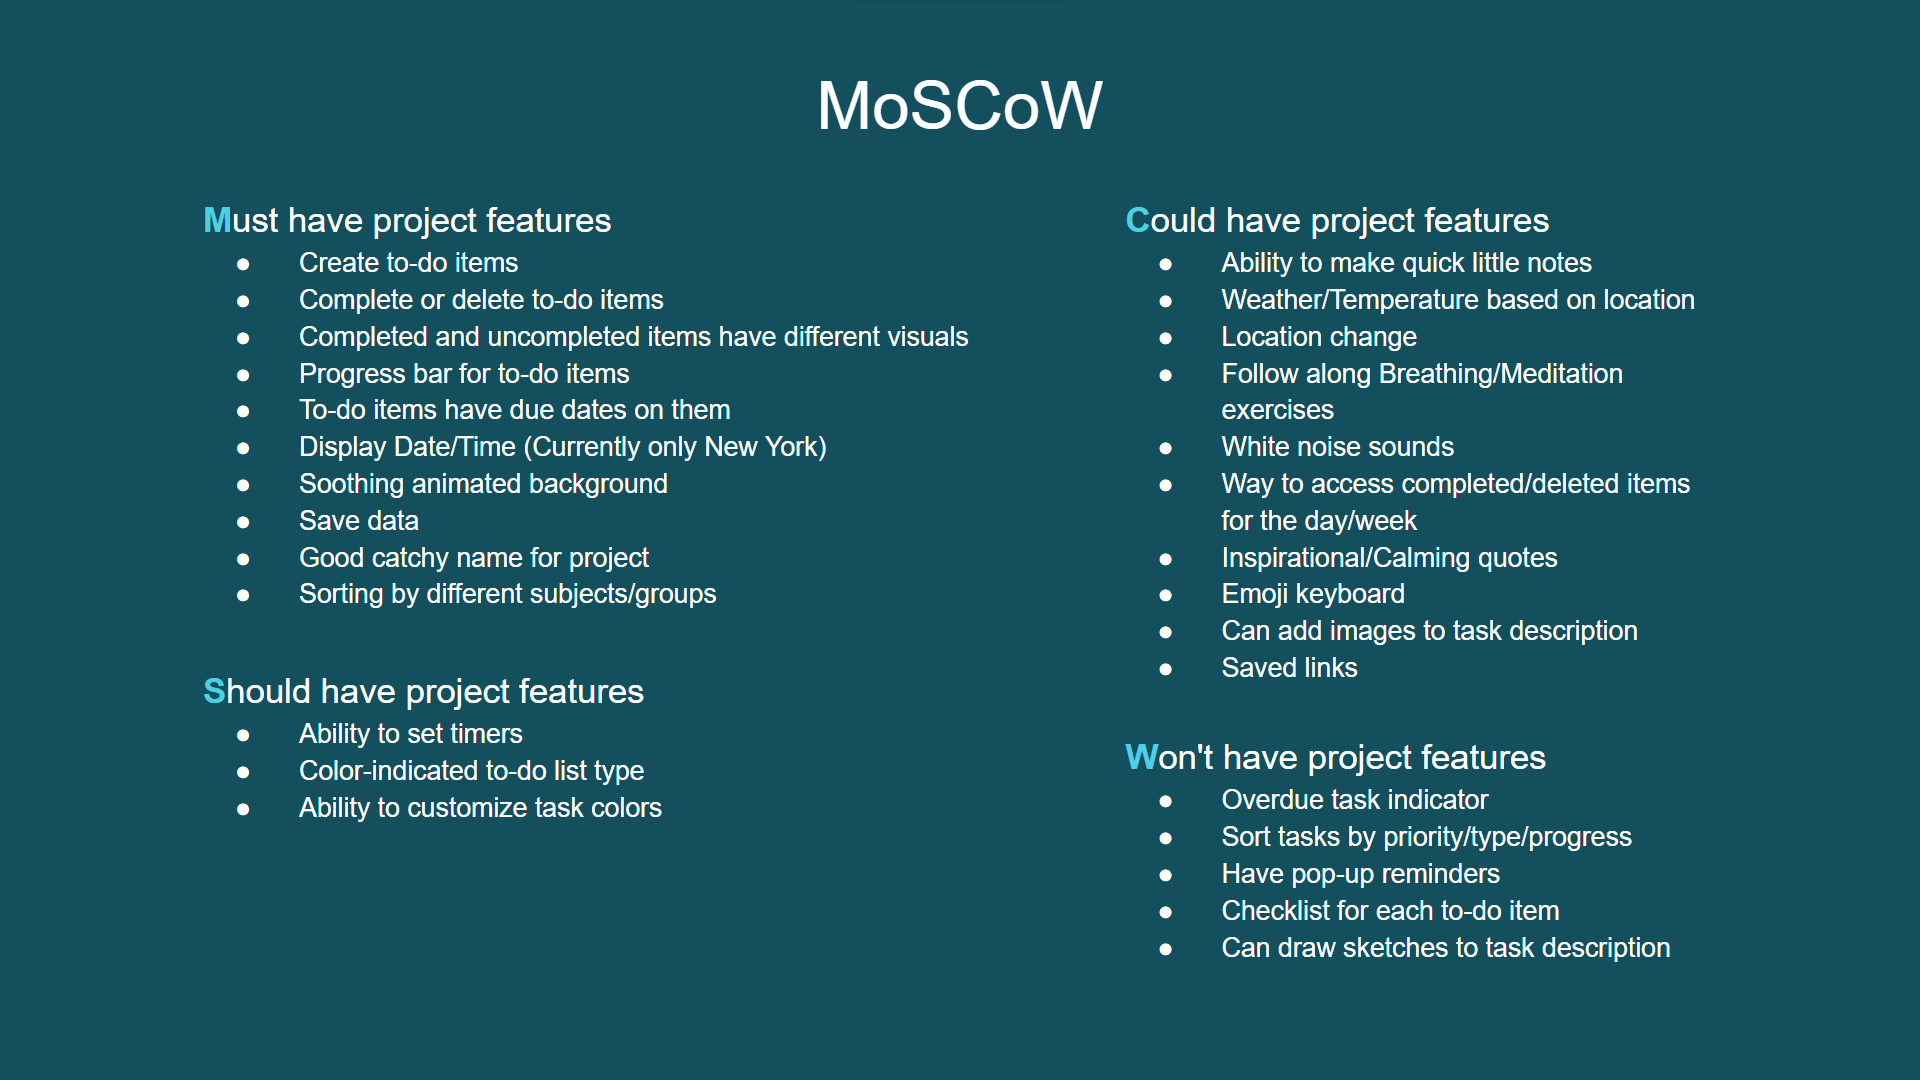 MoSCoW
Must have project features
● Create to-do items
● Complete or delete to-do items
● Completed and uncompleted items have different visuals
● Progress bar for to-do items
● To-do items have due dates on them
● Display Date/Time (Currently only New York)
● Soothing animated background
● Save data
● Good catchy name for project
● Sorting by different subjects/groups
Should have project features
● Ability to set timers
● Color-indicated to-do list type
● Ability to customize task colors
Could have project features
● Ability to make quick little notes
● Weather/Temperature based on location
● Location change
● Follow along Breathing/Meditation
exercises
● White noise sounds
● Way to access completed/deleted items
for the day/week
● Inspirational/Calming quotes
● Emoji keyboard
● Can add images to task description
● Saved links
Won't have project features
● Overdue task indicator
● Sort tasks by priority/type/progress
● Have pop-up reminders
● Checklist for each to-do item
● Can draw sketches to task description